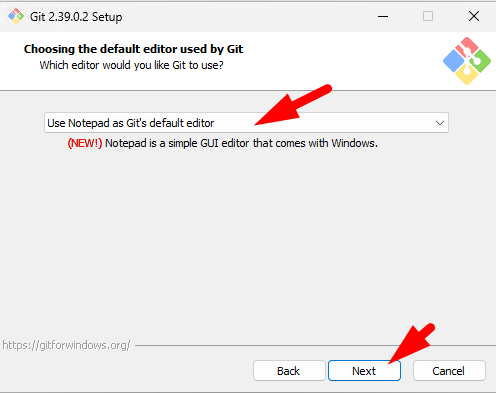 Git 2.39.0.2 Setup
Choosing the default editor used by Git
Which editor would you like Git to use?
Use Notepad as Git's default editor
(NEW!) Notepad is a simple GUI editor that comes with Windows.
https://gitforwindows.org/
Back Next Cancel